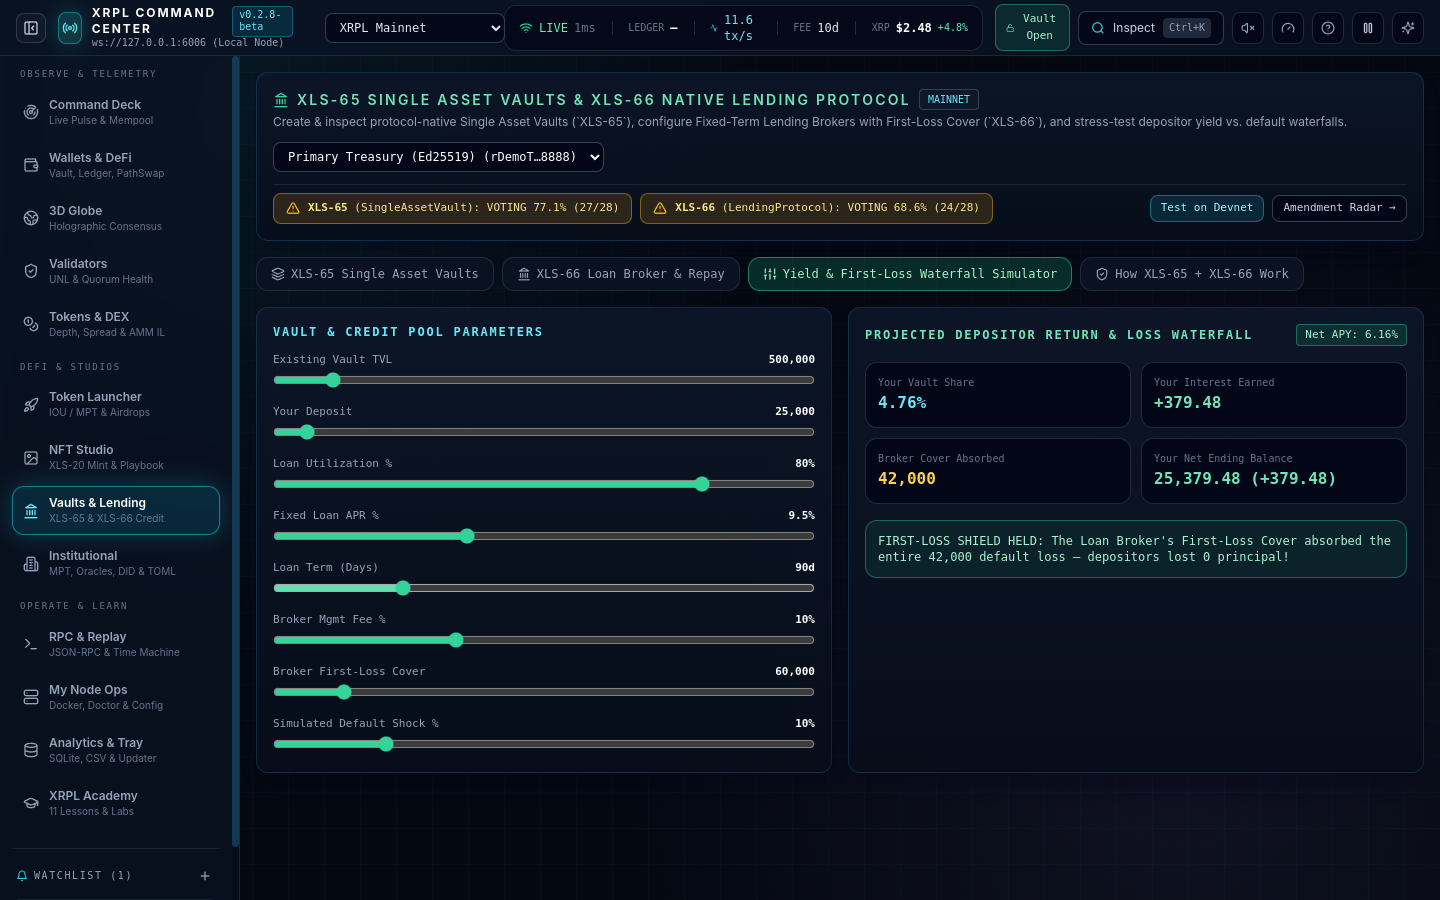 XRPL COMMAND CENTER
v0.2.8-beta
ws://127.0.0.1:6006 (Local Node)
XRPL Mainnet
LIVE 1ms
LEDGER —
11.6 tx/s
FEE 10d
XRP $2.48 +4.8%
Vault Open
Inspect Ctrl+K
OBSERVE & TELEMETRY
Command Deck
Live Pulse & Mempool
Wallets & DeFi
Vault, Ledger, PathSwap
3D Globe
Holographic Consensus
Validators
UNL & Quorum Health
Tokens & DEX
Depth, Spread & AMM IL
DEFI & STUDIOS
Token Launcher
IOU / MPT & Airdrops
NFT Studio
XLS-20 Mint & Playbook
Vaults & Lending
XLS-65 & XLS-66 Credit
Institutional
MPT, Oracles, DID & TOML
OPERATE & LEARN
RPC & Replay
JSON-RPC & Time Machine
My Node Ops
Docker, Doctor & Config
Analytics & Tray
SQLite, CSV & Updater
XRPL Academy
11 Lessons & Labs
WATCHLIST (1)
XLS-65 SINGLE ASSET VAULTS & XLS-66 NATIVE LENDING PROTOCOL MAINNET
Create & inspect protocol-native Single Asset Vaults (`XLS-65`), configure Fixed-Term Lending Brokers with First-Loss Cover (`XLS-66`), and stress-test depositor yield vs. default waterfalls.
Primary Treasury (Ed25519) (rDemoT…8888)
XLS-65 (SingleAssetVault): VOTING 77.1% (27/28)
XLS-66 (LendingProtocol): VOTING 68.6% (24/28)
Test on Devnet
Amendment Radar →
XLS-65 Single Asset Vaults
XLS-66 Loan Broker & Repay
Yield & First-Loss Waterfall Simulator
How XLS-65 + XLS-66 Work
VAULT & CREDIT POOL PARAMETERS
Existing Vault TVL 500,000
Your Deposit 25,000
Loan Utilization % 80%
Fixed Loan APR % 9.5%
Loan Term (Days) 90d
Broker Mgmt Fee % 10%
Broker First-Loss Cover 60,000
Simulated Default Shock % 10%
PROJECTED DEPOSITOR RETURN & LOSS WATERFALL
Net APY: 6.16%
Your Vault Share
4.76%
Your Interest Earned
+379.48
Broker Cover Absorbed
42,000
Your Net Ending Balance
25,379.48 (+379.48)
FIRST-LOSS SHIELD HELD: The Loan Broker's First-Loss Cover absorbed the
entire 42,000 default loss — depositors lost 0 principal!